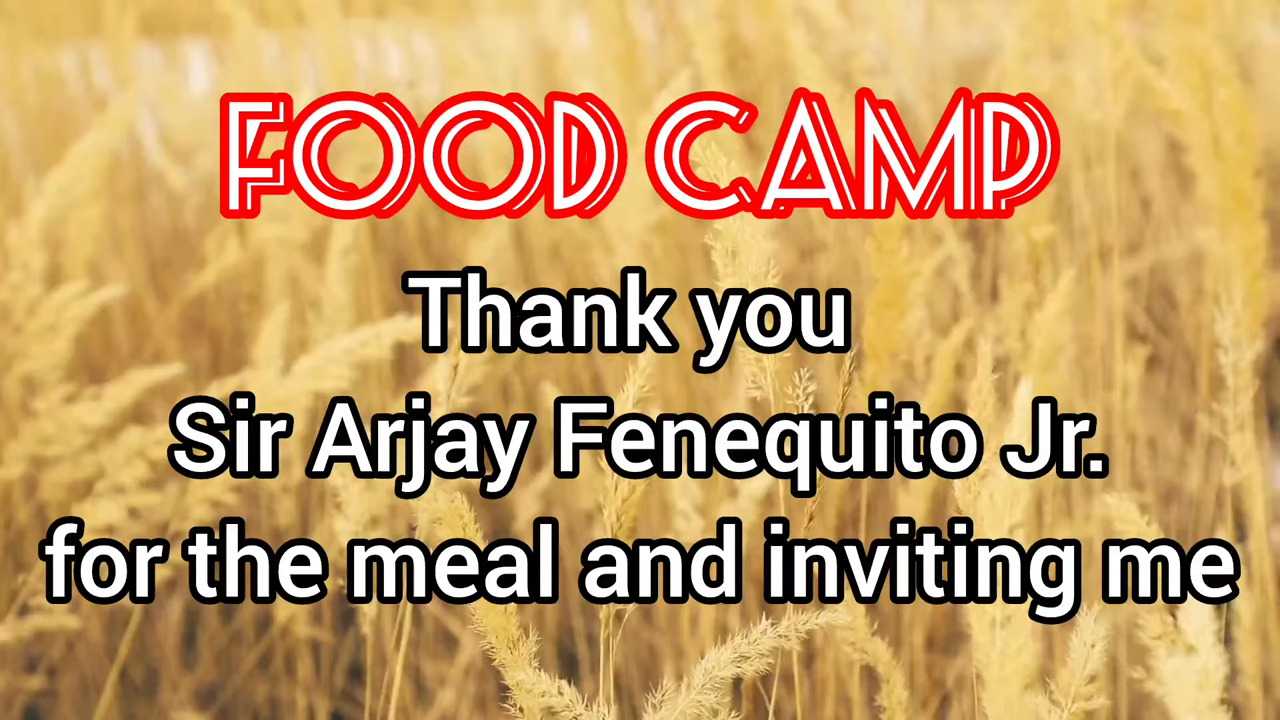 FOOD CAMP
Thank you
Sir Arjay Fenequito Jr.
for the meal and inviting me